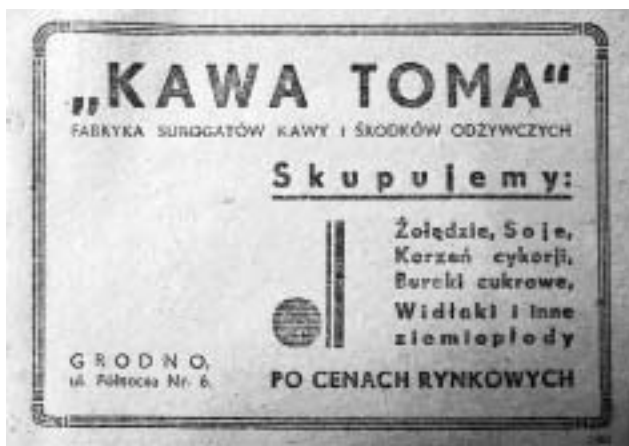 „KAWA TOMA“
FABRYKA SUROGATÓW KAWY I ŚRODKÓW ODŻYWCZYCH
Skupujemy:
Żołędzie, Soje,
Korzeń cykorji,
Buraki cukrowe,
Widłaki i inne
ziemiopłody
GRODNO,
ul. Północna Nr. 6.
PO CENACH RYNKOWYCH